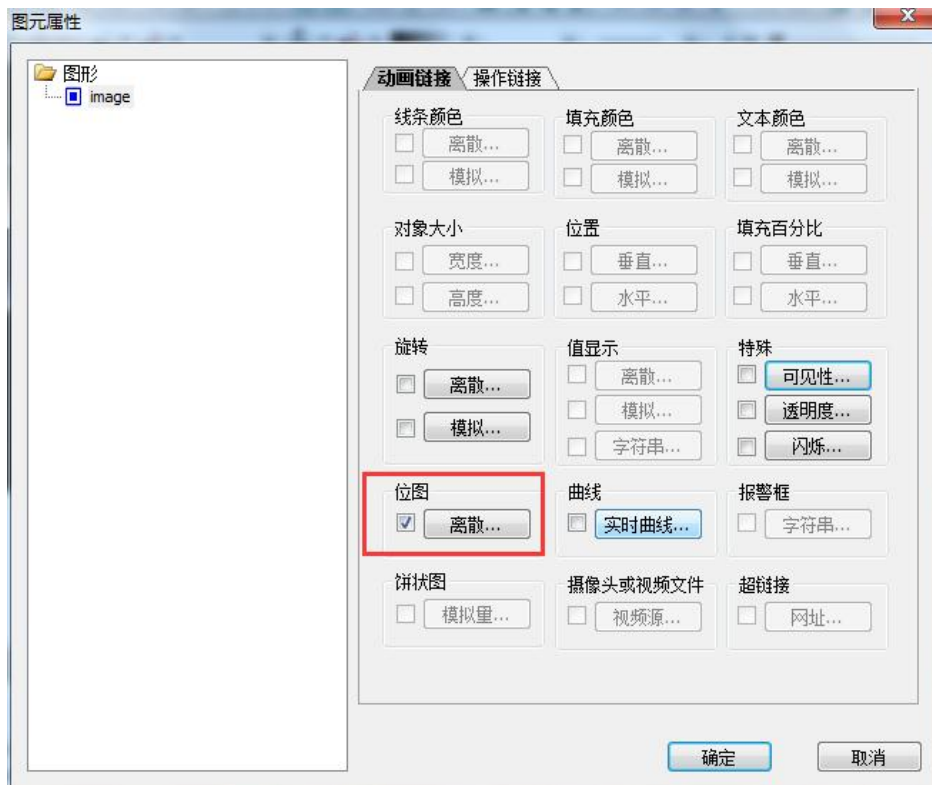 图元属性
图形
image
动画链接 操作链接
线条颜色 填充颜色 文本颜色
离散... 离散... 离散...
模拟... 模拟... 模拟...
对象大小 位置 填充百分比
宽度... 垂直... 垂直...
高度... 水平... 水平...
旋转 值显示 特殊
离散... 离散... 可见性...
模拟... 模拟... 透明度...
字符串... 闪烁...
位图 曲线 报警框
离散... 实时曲线... 字符串...
饼状图 摄像头或视频文件 超链接
模拟量... 视频源... 网址...
确定 取消